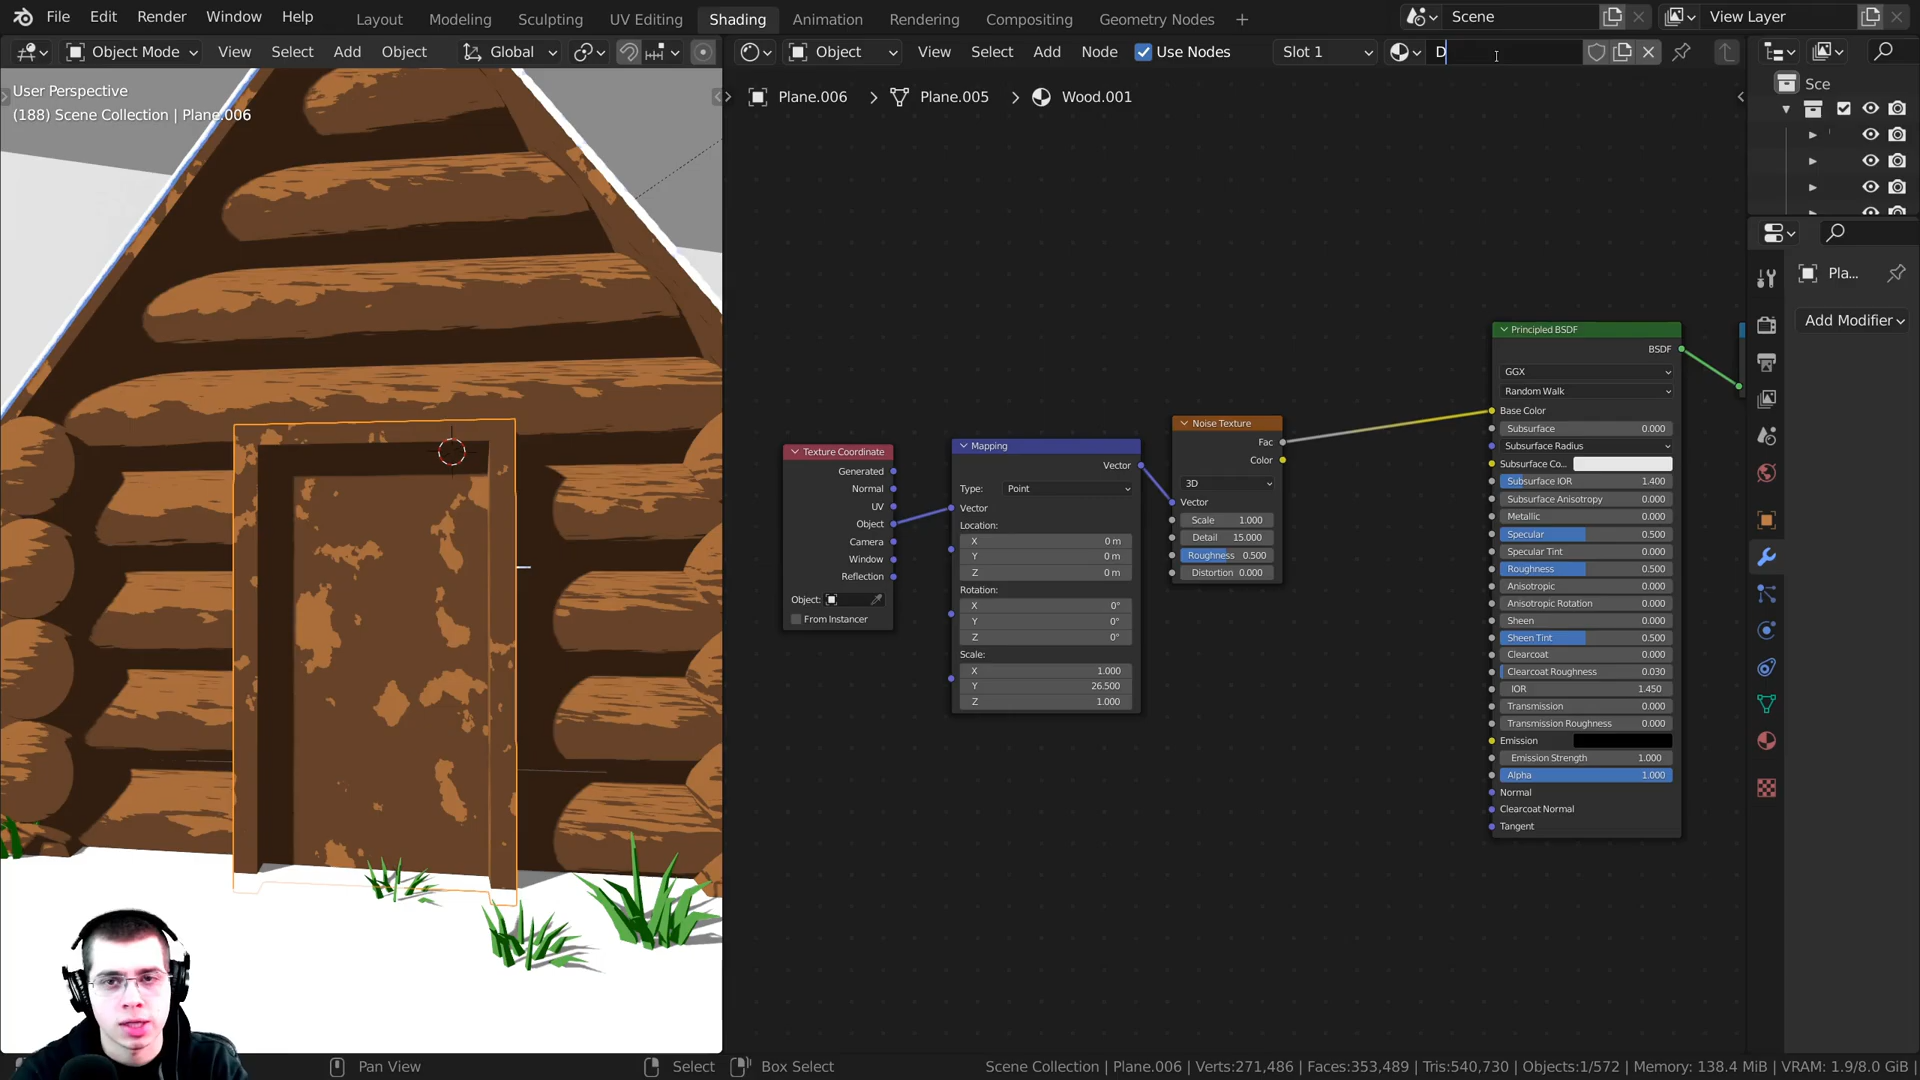 File Edit Render Window Help Layout Modeling Sculpting UV Editing Shading Animation Rendering Compositing Geometry Nodes + Scene View Layer
Object Mode View Select Add Object Global Object View Select Add Node Use Nodes Slot 1 D
User Perspective
(188) Scene Collection | Plane.006
Plane.006 > Plane.005 > Wood.001
Sce
Pla...
Add Modifier
Texture Coordinate
Generated
Normal
UV
Object
Camera
Window
Reflection
Object:
From Instancer
Mapping
Vector
Type: Point
Vector
Location:
X 0 m
Y 0 m
Z 0 m
Rotation:
X 0°
Y 0°
Z 0°
Scale:
X 1.000
Y 26.500
Z 1.000
Noise Texture
Fac
Color
3D
Vector
Scale 1.000
Detail 15.000
Roughness 0.500
Distortion 0.000
Principled BSDF
BSDF
GGX
Random Walk
Base Color
Subsurface 0.000
Subsurface Radius
Subsurface Co...
Subsurface IOR 1.400
Subsurface Anisotropy 0.000
Metallic 0.000
Specular 0.500
Specular Tint 0.000
Roughness 0.500
Anisotropic 0.000
Anisotropic Rotation 0.000
Sheen 0.000
Sheen Tint 0.500
Clearcoat 0.000
Clearcoat Roughness 0.030
IOR 1.450
Transmission 0.000
Transmission Roughness 0.000
Emission
Emission Strength 1.000
Alpha 1.000
Normal
Clearcoat Normal
Tangent
Pan View Select Box Select Scene Collection | Plane.006 | Verts:271,486 | Faces:353,489 | Tris:540,730 | Objects:1/572 | Memory: 138.4 MiB | VRAM: 1.9/8.0 GiB |